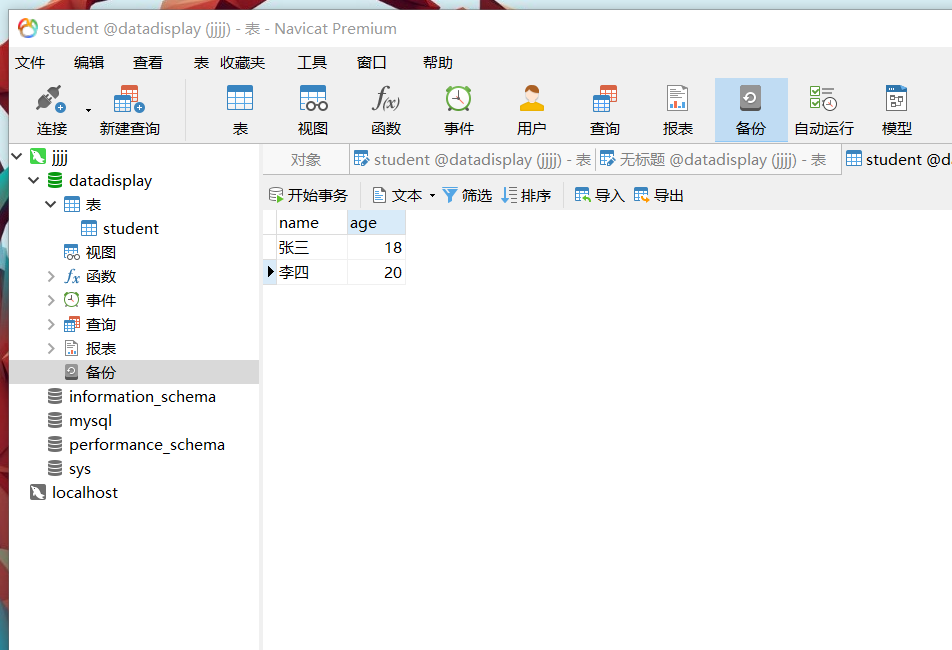 student @datadisplay (jjjj) - 表 - Navicat Premium
文件 编辑 查看 表 收藏夹 工具 窗口 帮助
连接 新建查询 表 视图 函数 事件 用户 查询 报表 备份 自动运行 模型
jjjj
datadisplay
表
student
视图
函数
事件
查询
报表
备份
information_schema
mysql
performance_schema
sys
localhost
对象 student @datadisplay (jjjj) - 表 无标题 @datadisplay (jjjj) - 表 student @da
开始事务 文本 筛选 排序 导入 导出
name age
张三 18
李四 20